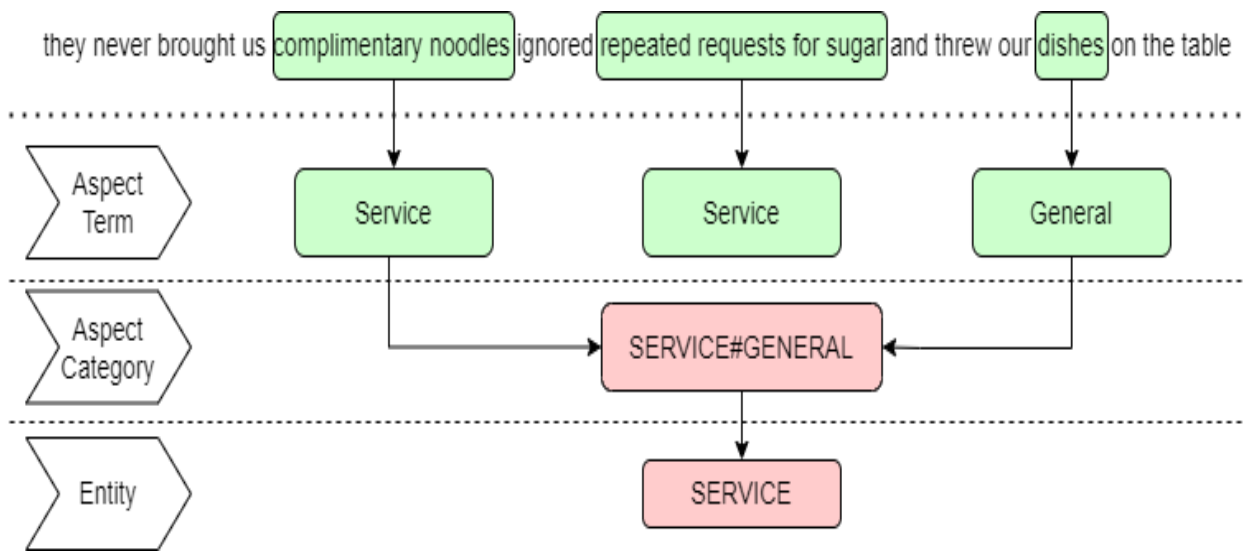 they never brought us complimentary noodles ignored repeated requests for sugar and threw our dishes on the table
Aspect
Term
Service
Service
General
Aspect
Category
SERVICE#GENERAL
Entity
SERVICE